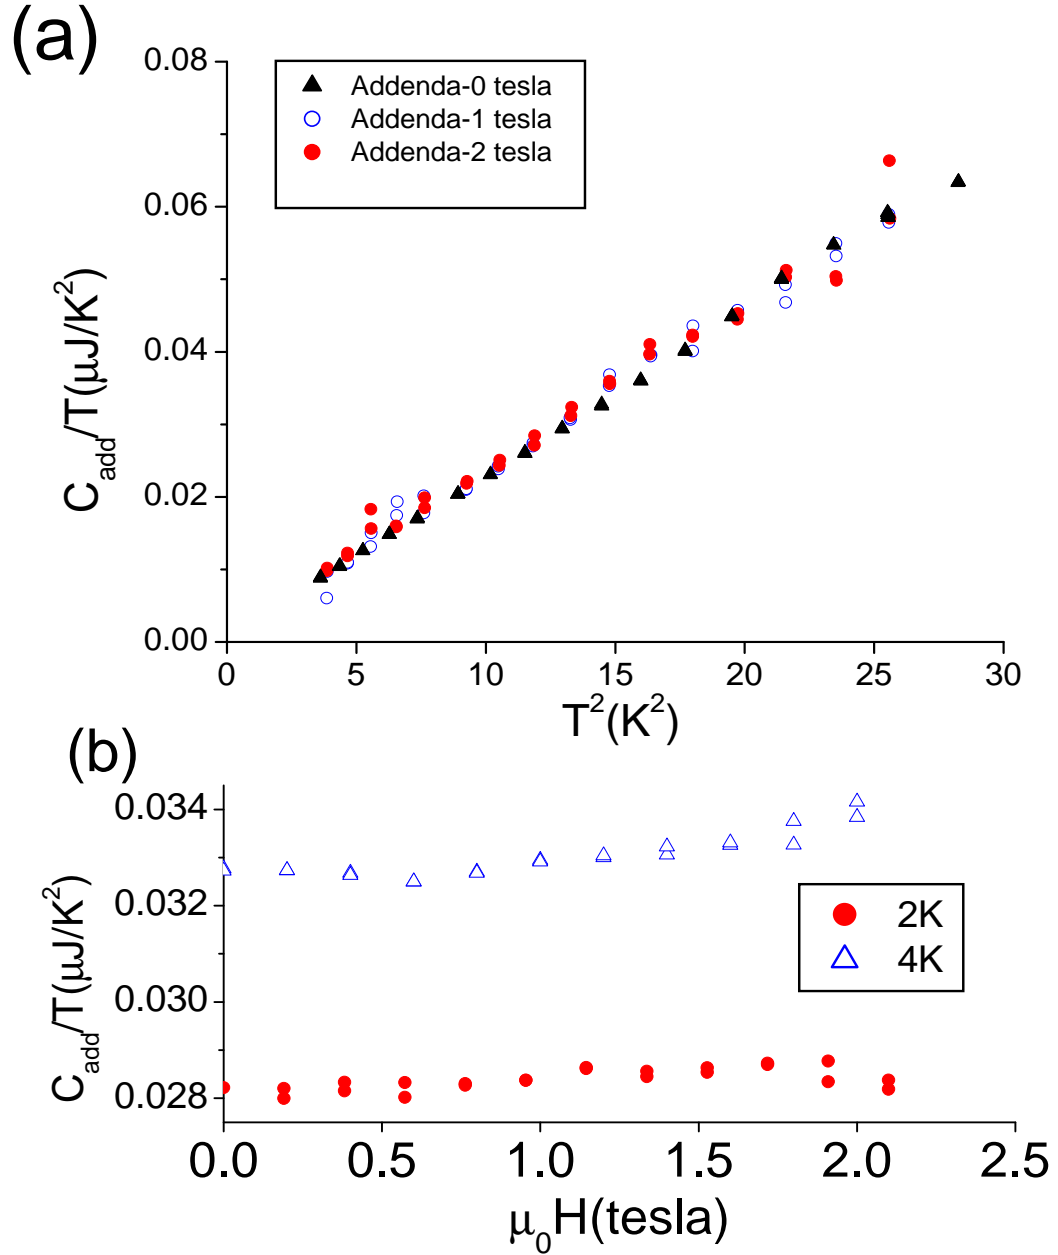 (a)
0.08
0.06
0.04
0.02
0.00
C_add/T(μJ/K²)
Addenda-0 tesla
Addenda-1 tesla
Addenda-2 tesla
0 5 10 15 20 25 30
T²(K²)
(b)
0.034
0.032
0.030
0.028
C_add/T(μJ/K²)
2K
4K
0.0 0.5 1.0 1.5 2.0 2.5
μ₀H(tesla)